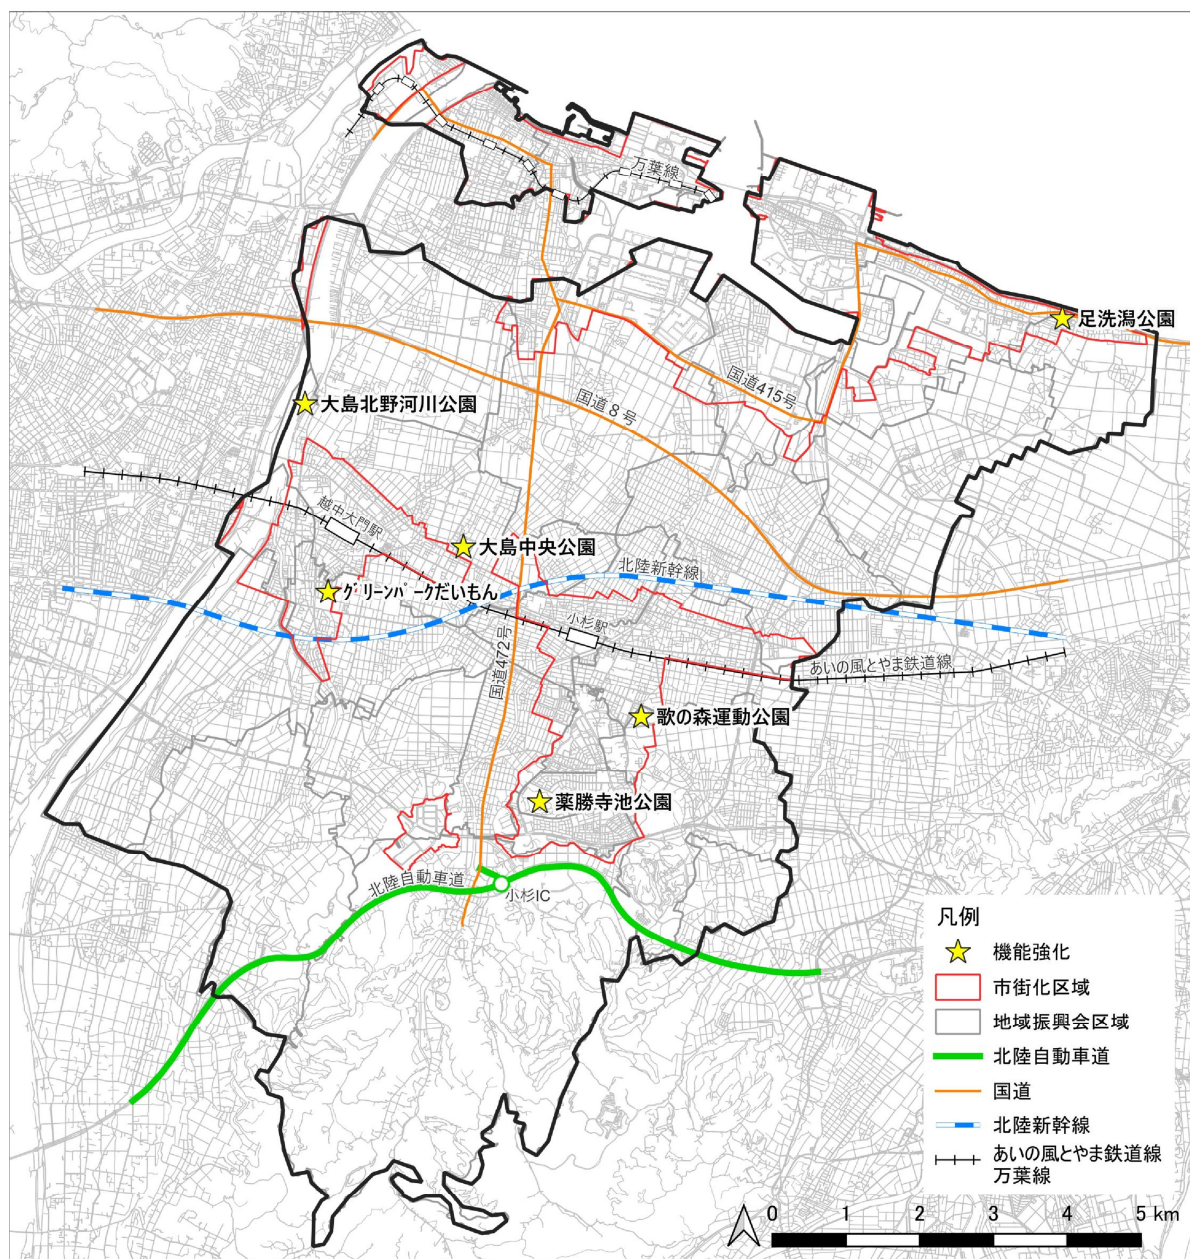 万葉線
足洗潟公園
国道415号
国道８号
大島北野河川公園
越中大門駅
大島中央公園
北陸新幹線
ｸﾞﾘｰﾝﾊﾟｰｸだいもん
小杉駅
国道472号
あいの風とやま鉄道線
歌の森運動公園
薬勝寺池公園
北陸自動車道
小杉IC
凡例
機能強化
市街化区域
地域振興会区域
北陸自動車道
国道
北陸新幹線
あいの風とやま鉄道線
万葉線
0 1 2 3 4 5 km